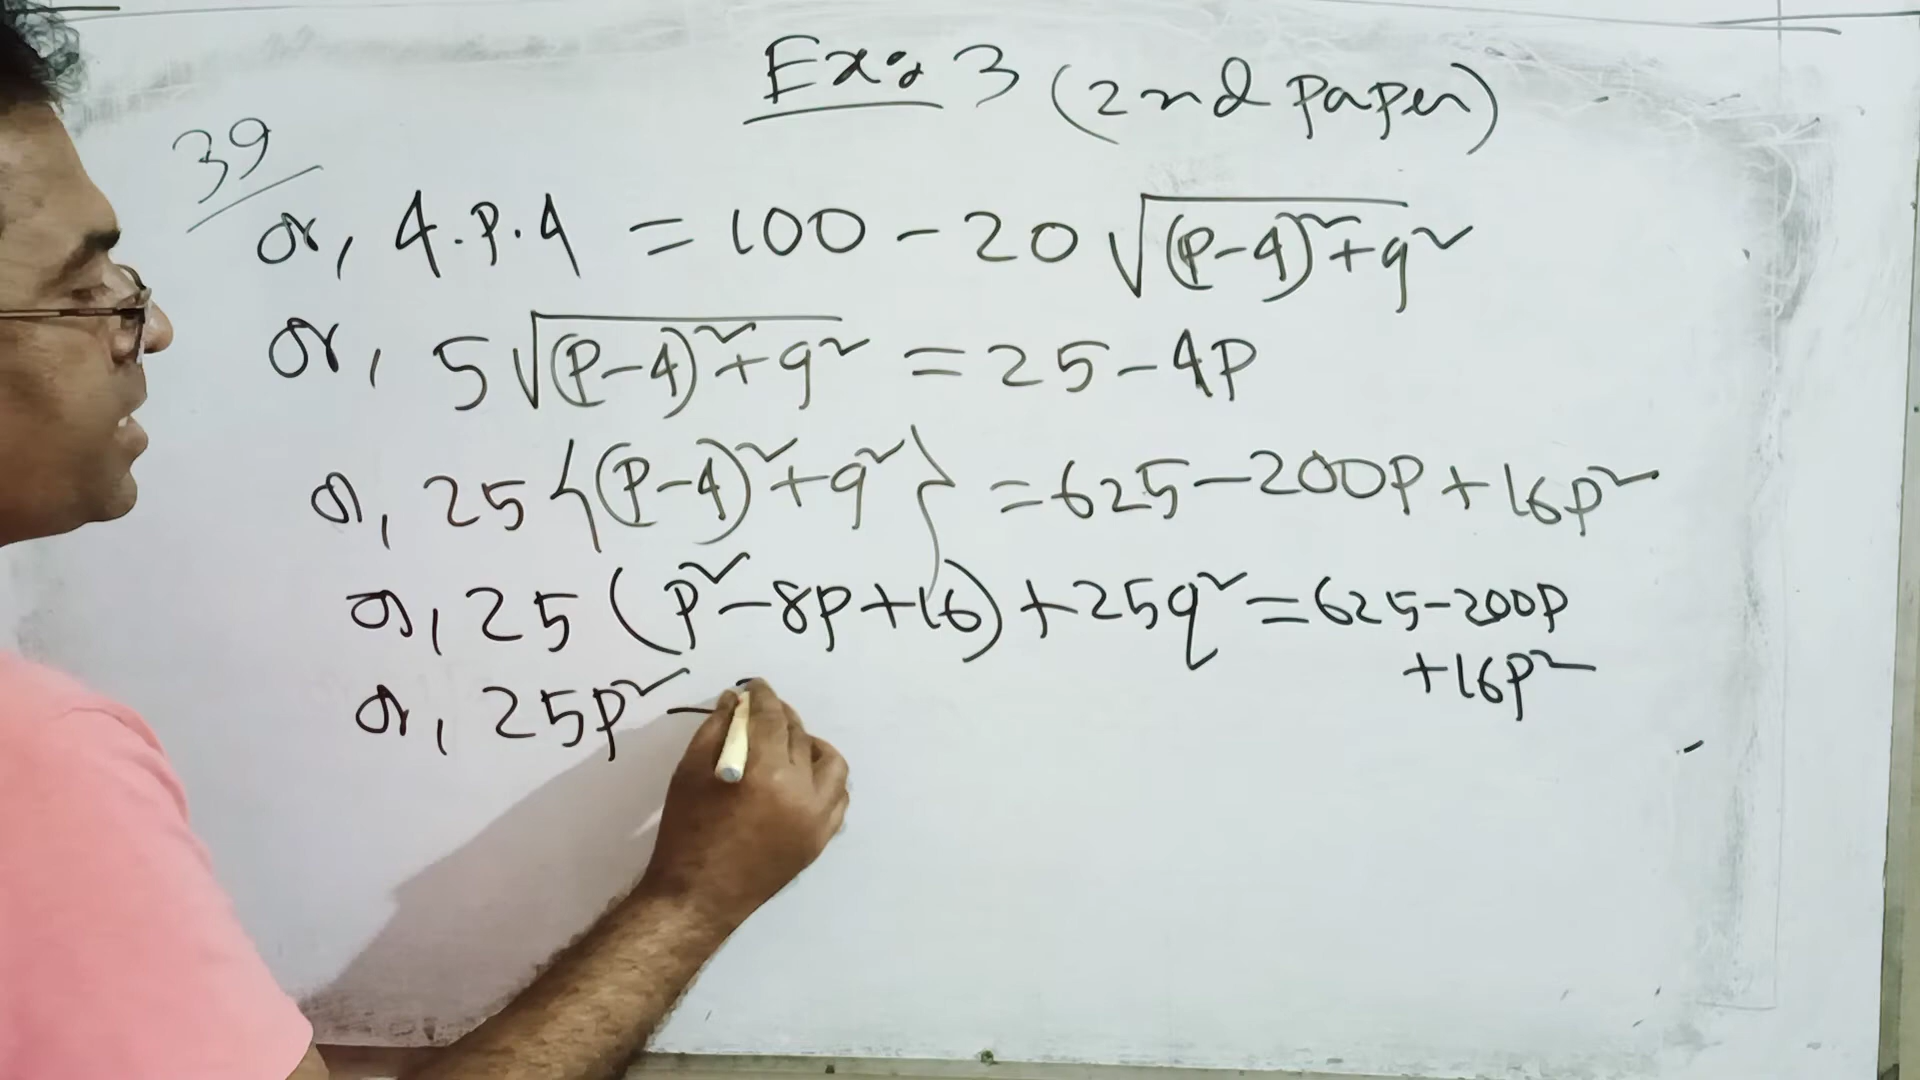 Ex: 3 (2nd paper)
39
or, 4.p.4 = 100 - 20 √(p-4)²+q²
or, 5√(p-4)²+q² = 25-4p
or, 25{(p-4)²+q²} = 625-200p+16p²
or, 25(p²-8p+16)+25q² = 625-200p
+16p²
or, 25p² -